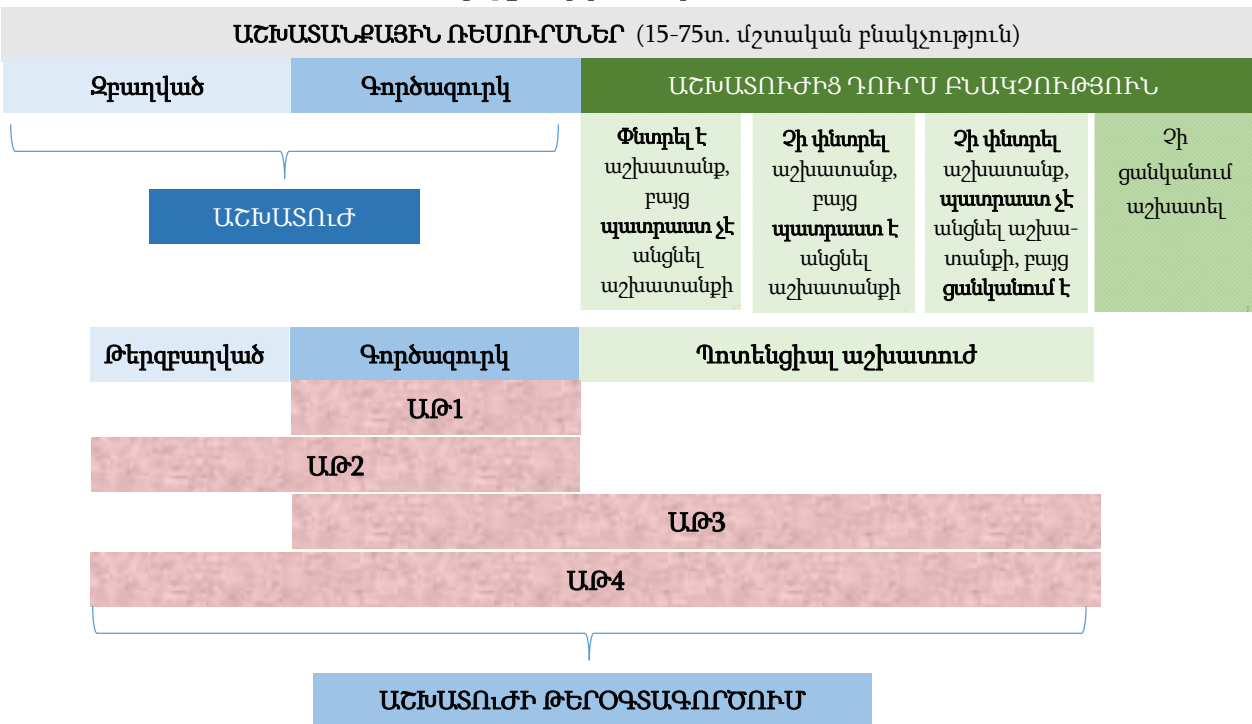 ԱՇԽԱՏԱՆՔԱՅԻՆ ՌԵՍՈՒՐՍՆԵՐ (15-75տ. մշտական բնակչություն)
Զբաղված
Գործազուրկ
ԱՇԽԱՏՈՒԺԻՑ ԴՈՒՐՍ ԲՆԱԿՉՈՒԹՅՈՒՆ
ԱՇԽԱՏՈւԺ
Փնտրել է
աշխատանք,
բայց
պատրաստ չէ
անցնել
աշխատանքի
Չի փնտրել
աշխատանք,
բայց
պատրաստ է
անցնել
աշխատանքի
Չի փնտրել
աշխատանք,
պատրաստ չէ
անցնել աշխա-
տանքի, բայց
ցանկանում է
Չի
ցանկանում
աշխատել
Թերզբաղված
Գործազուրկ
Պոտենցիալ աշխատուժ
ԱԹ1
ԱԹ2
ԱԹ3
ԱԹ4
ԱՇԽԱՏՈւԺԻ ԹԵՐՕԳՏԱԳՈՐԾՈՒՄ